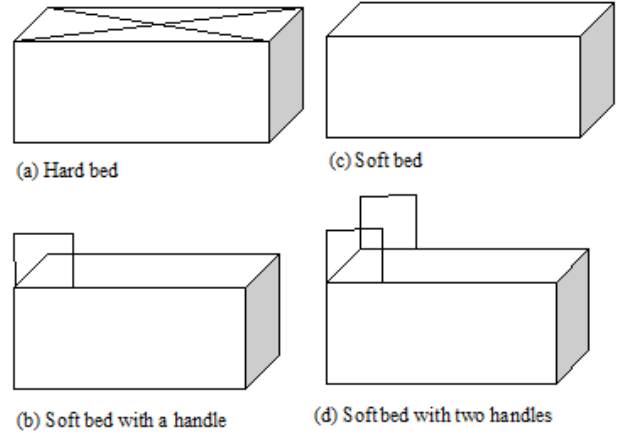 (a) Hard bed
(c) Soft bed
(b) Soft bed with a handle
(d) Soft bed with two handles